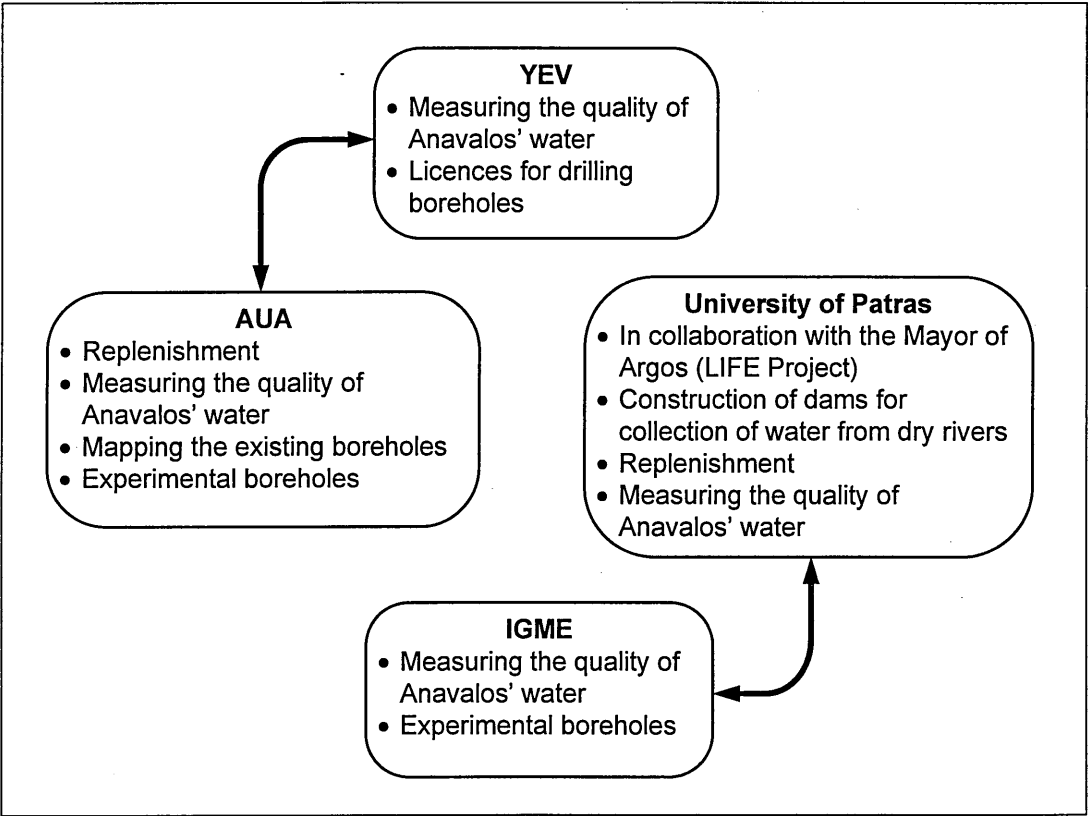 YEV
• Measuring the quality of
Anavalos' water
• Licences for drilling
boreholes
AUA
• Replenishment
• Measuring the quality of
Anavalos' water
• Mapping the existing boreholes
• Experimental boreholes
University of Patras
• In collaboration with the Mayor of
Argos (LIFE Project)
• Construction of dams for
collection of water from dry rivers
• Replenishment
• Measuring the quality of
Anavalos' water
IGME
• Measuring the quality of
Anavalos' water
• Experimental boreholes